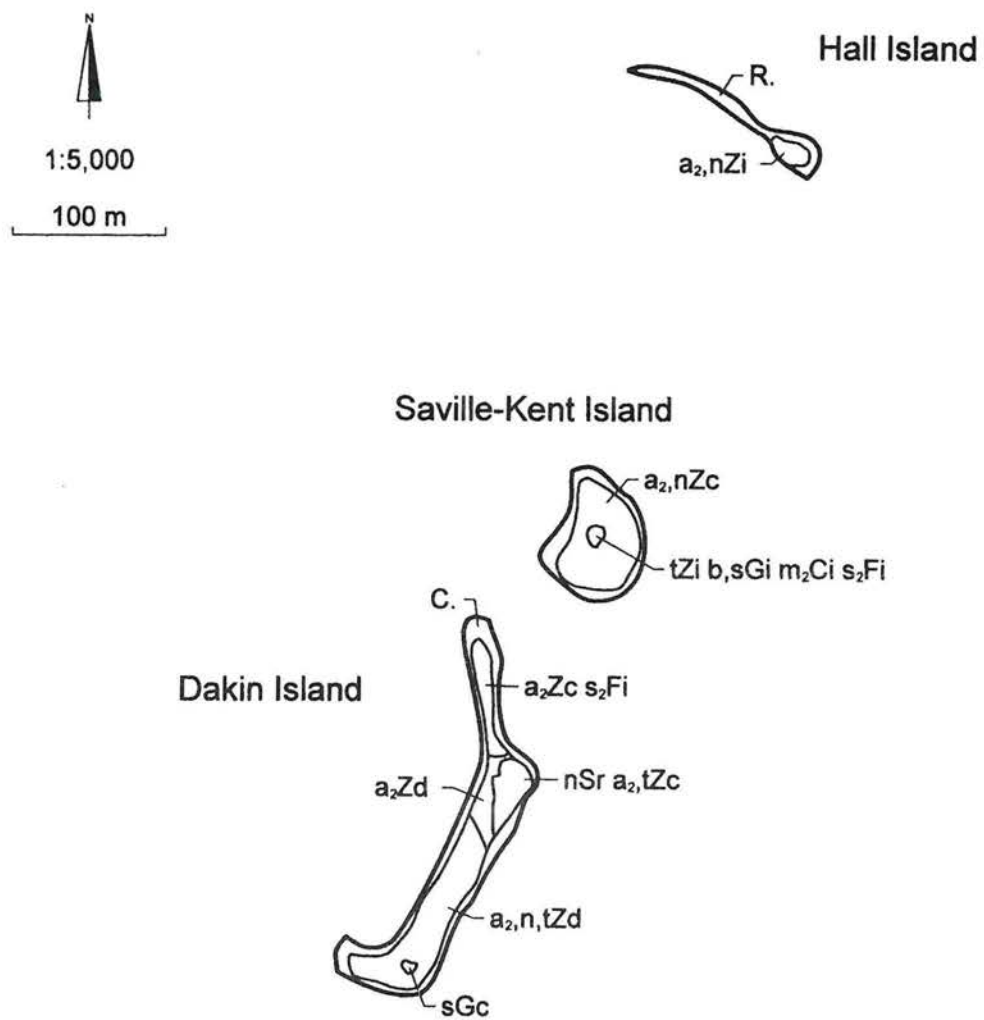 N
Hall Island
R.
1:5,000
a₂,nZi
100 m
Saville-Kent Island
a₂,nZc
tZi b,sGi m₂Ci s₂Fi
C.
Dakin Island
a₂Zc s₂Fi
a₂Zd
nSr a₂,tZc
a₂,n,tZd
sGc